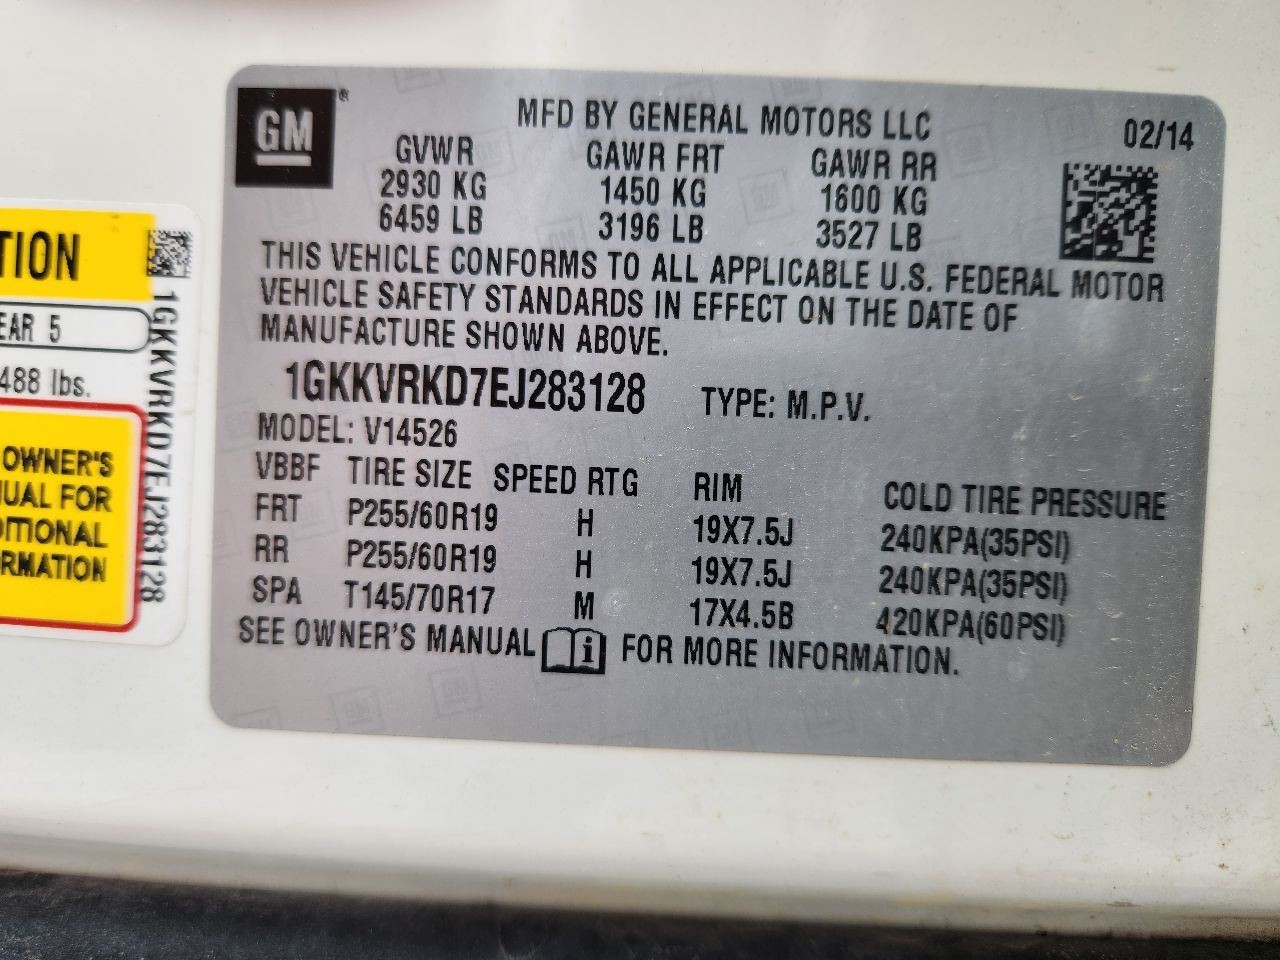 GM®
MFD BY GENERAL MOTORS LLC
02/14
GVWR GAWR FRT GAWR RR
2930 KG 1450 KG 1600 KG
6459 LB 3196 LB 3527 LB
THIS VEHICLE CONFORMS TO ALL APPLICABLE U.S. FEDERAL MOTOR
VEHICLE SAFETY STANDARDS IN EFFECT ON THE DATE OF
MANUFACTURE SHOWN ABOVE.
1GKKVRKD7EJ283128 TYPE: M.P.V.
MODEL: V14526
VBBF TIRE SIZE SPEED RTG RIM COLD TIRE PRESSURE
FRT P255/60R19 H 19X7.5J 240KPA(35PSI)
RR P255/60R19 H 19X7.5J 240KPA(35PSI)
SPA T145/70R17 M 17X4.5B 420KPA(60PSI)
SEE OWNER'S MANUAL i FOR MORE INFORMATION.
TION
EAR 5
488 lbs.
OWNER'S
UAL FOR
DITIONAL
RMATION
1GKKVRKD7EJ283128